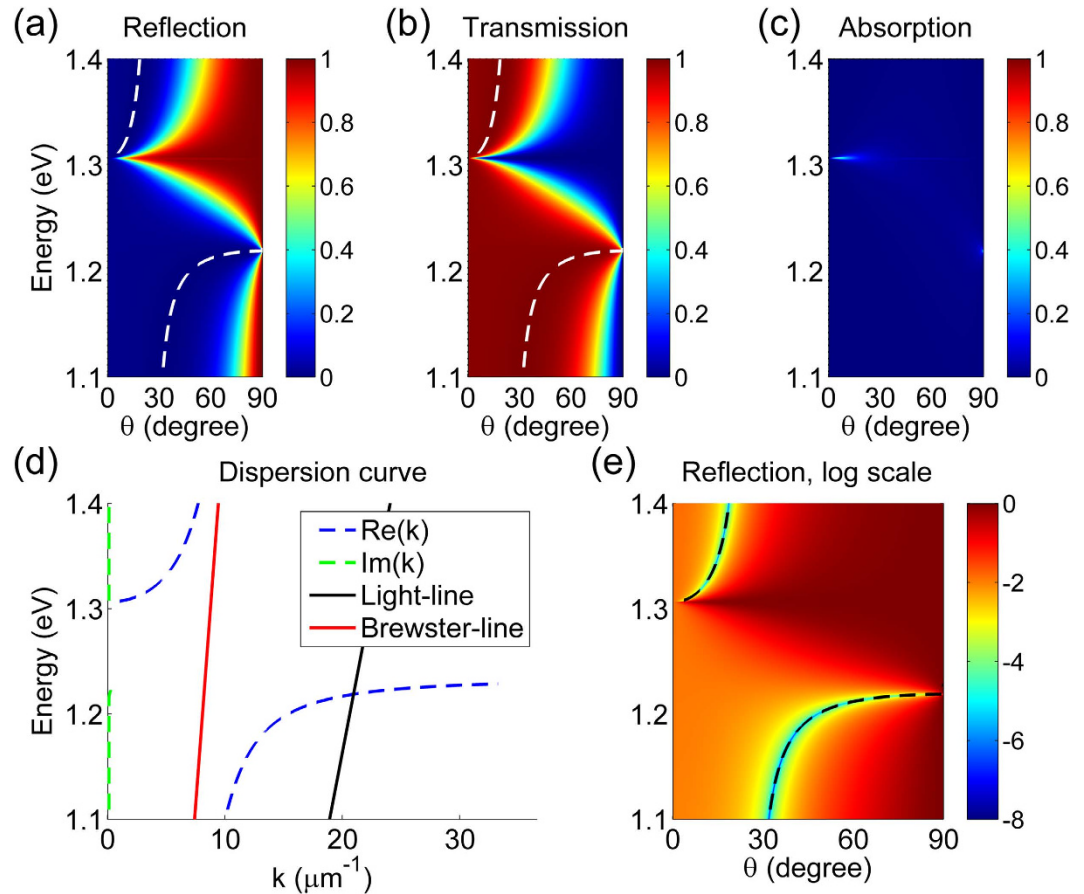 (a) Reflection
(b) Transmission
(c) Absorption
Energy (eV)
1.4
1.3
1.2
1.1
0 30 60 90
θ (degree)
1
0.8
0.6
0.4
0.2
0
1.4
1.3
1.2
1.1
0 30 60 90
θ (degree)
1
0.8
0.6
0.4
0.2
0
1.4
1.3
1.2
1.1
0 30 60 90
θ (degree)
1
0.8
0.6
0.4
0.2
0
(d) Dispersion curve
Energy (eV)
1.4
1.3
1.2
1.1
0 10 20 30
k (μm⁻¹)
Re(k)
Im(k)
Light-line
Brewster-line
(e) Reflection, log scale
Energy (eV)
1.4
1.3
1.2
1.1
0 30 60 90
θ (degree)
0
-2
-4
-6
-8